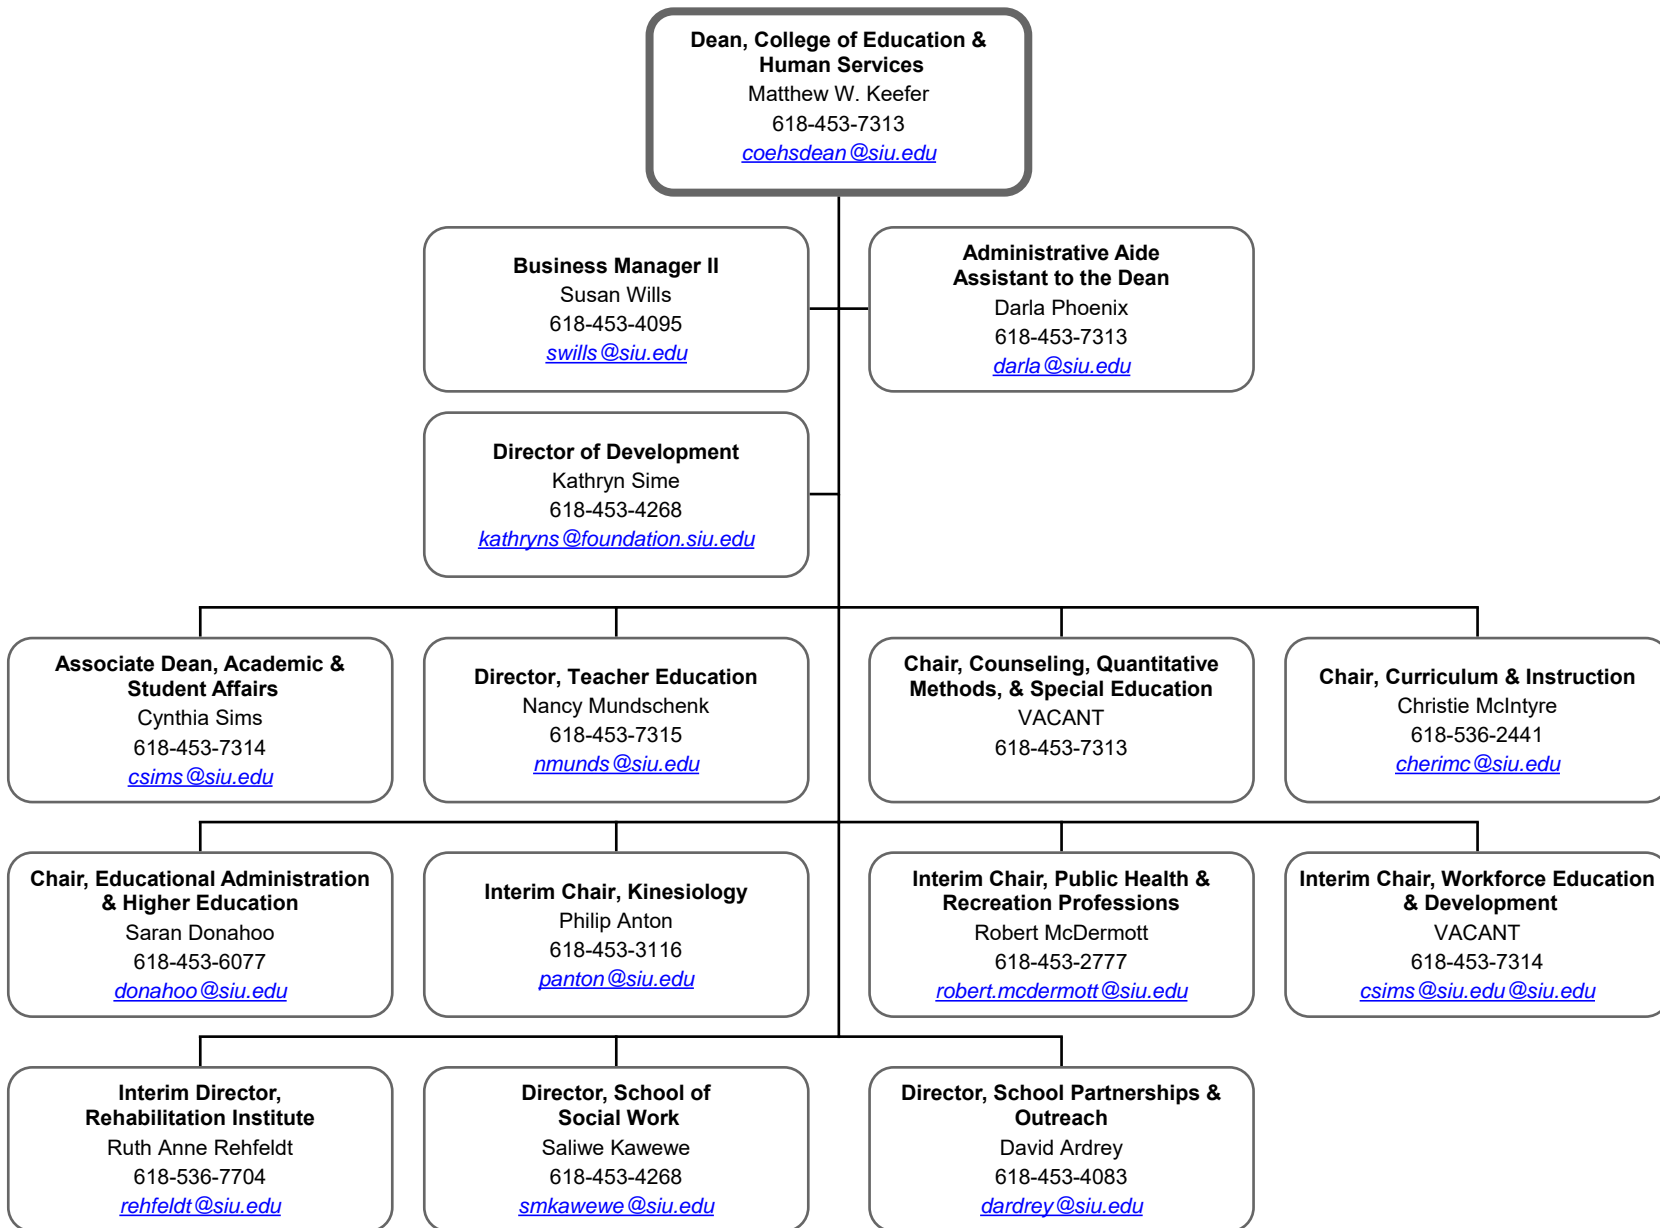 Dean, College of Education &
Human Services
Matthew W. Keefer
618-453-7313
coehsdean@siu.edu
Business Manager II
Susan Wills
618-453-4095
swills@siu.edu
Administrative Aide
Assistant to the Dean
Darla Phoenix
618-453-7313
darla@siu.edu
Director of Development
Kathryn Sime
618-453-4268
kathryns@foundation.siu.edu
Associate Dean, Academic &
Student Affairs
Cynthia Sims
618-453-7314
csims@siu.edu
Director, Teacher Education
Nancy Mundschenk
618-453-7315
nmunds@siu.edu
Chair, Counseling, Quantitative
Methods, & Special Education
VACANT
618-453-7313
Chair, Curriculum & Instruction
Christie McIntyre
618-536-2441
cherimc@siu.edu
Chair, Educational Administration
& Higher Education
Saran Donahoo
618-453-6077
donahoo@siu.edu
Interim Chair, Kinesiology
Philip Anton
618-453-3116
panton@siu.edu
Interim Chair, Public Health &
Recreation Professions
Robert McDermott
618-453-2777
robert.mcdermott@siu.edu
Interim Chair, Workforce Education
& Development
VACANT
618-453-7314
csims@siu.edu@siu.edu
Interim Director,
Rehabilitation Institute
Ruth Anne Rehfeldt
618-536-7704
rehfeldt@siu.edu
Director, School of
Social Work
Saliwe Kawewe
618-453-4268
smkawewe@siu.edu
Director, School Partnerships &
Outreach
David Ardrey
618-453-4083
dardrey@siu.edu